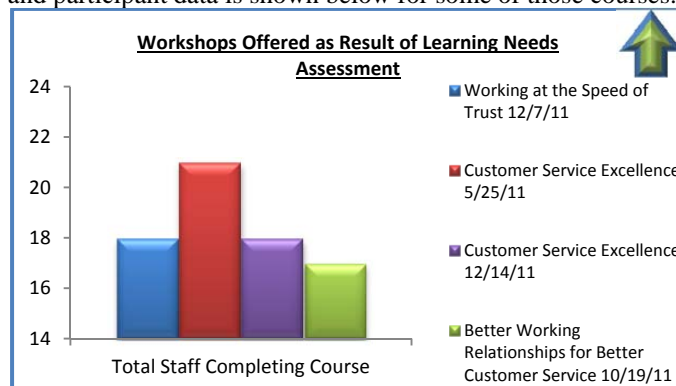 and participant data is shown below for some of those courses.
Workshops Offered as Result of Learning Needs
Assessment
24
22
20
18
16
14
Total Staff Completing Course
Working at the Speed of
Trust 12/7/11
Customer Service Excellence
5/25/11
Customer Service Excellence
12/14/11
Better Working
Relationships for Better
Customer Service 10/19/11